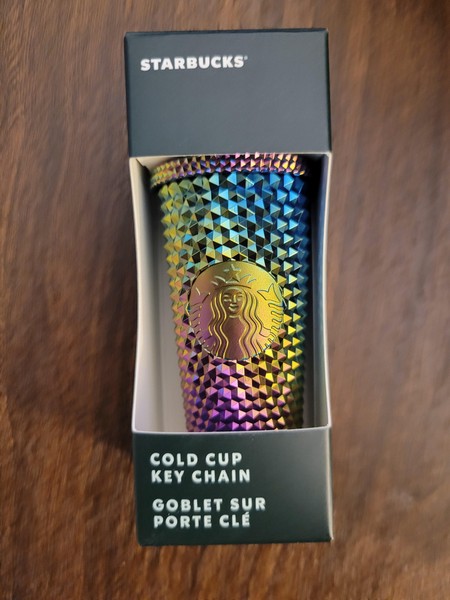 STARBUCKS®
COLD CUP
KEY CHAIN
GOBLET SUR
PORTE CLÉ